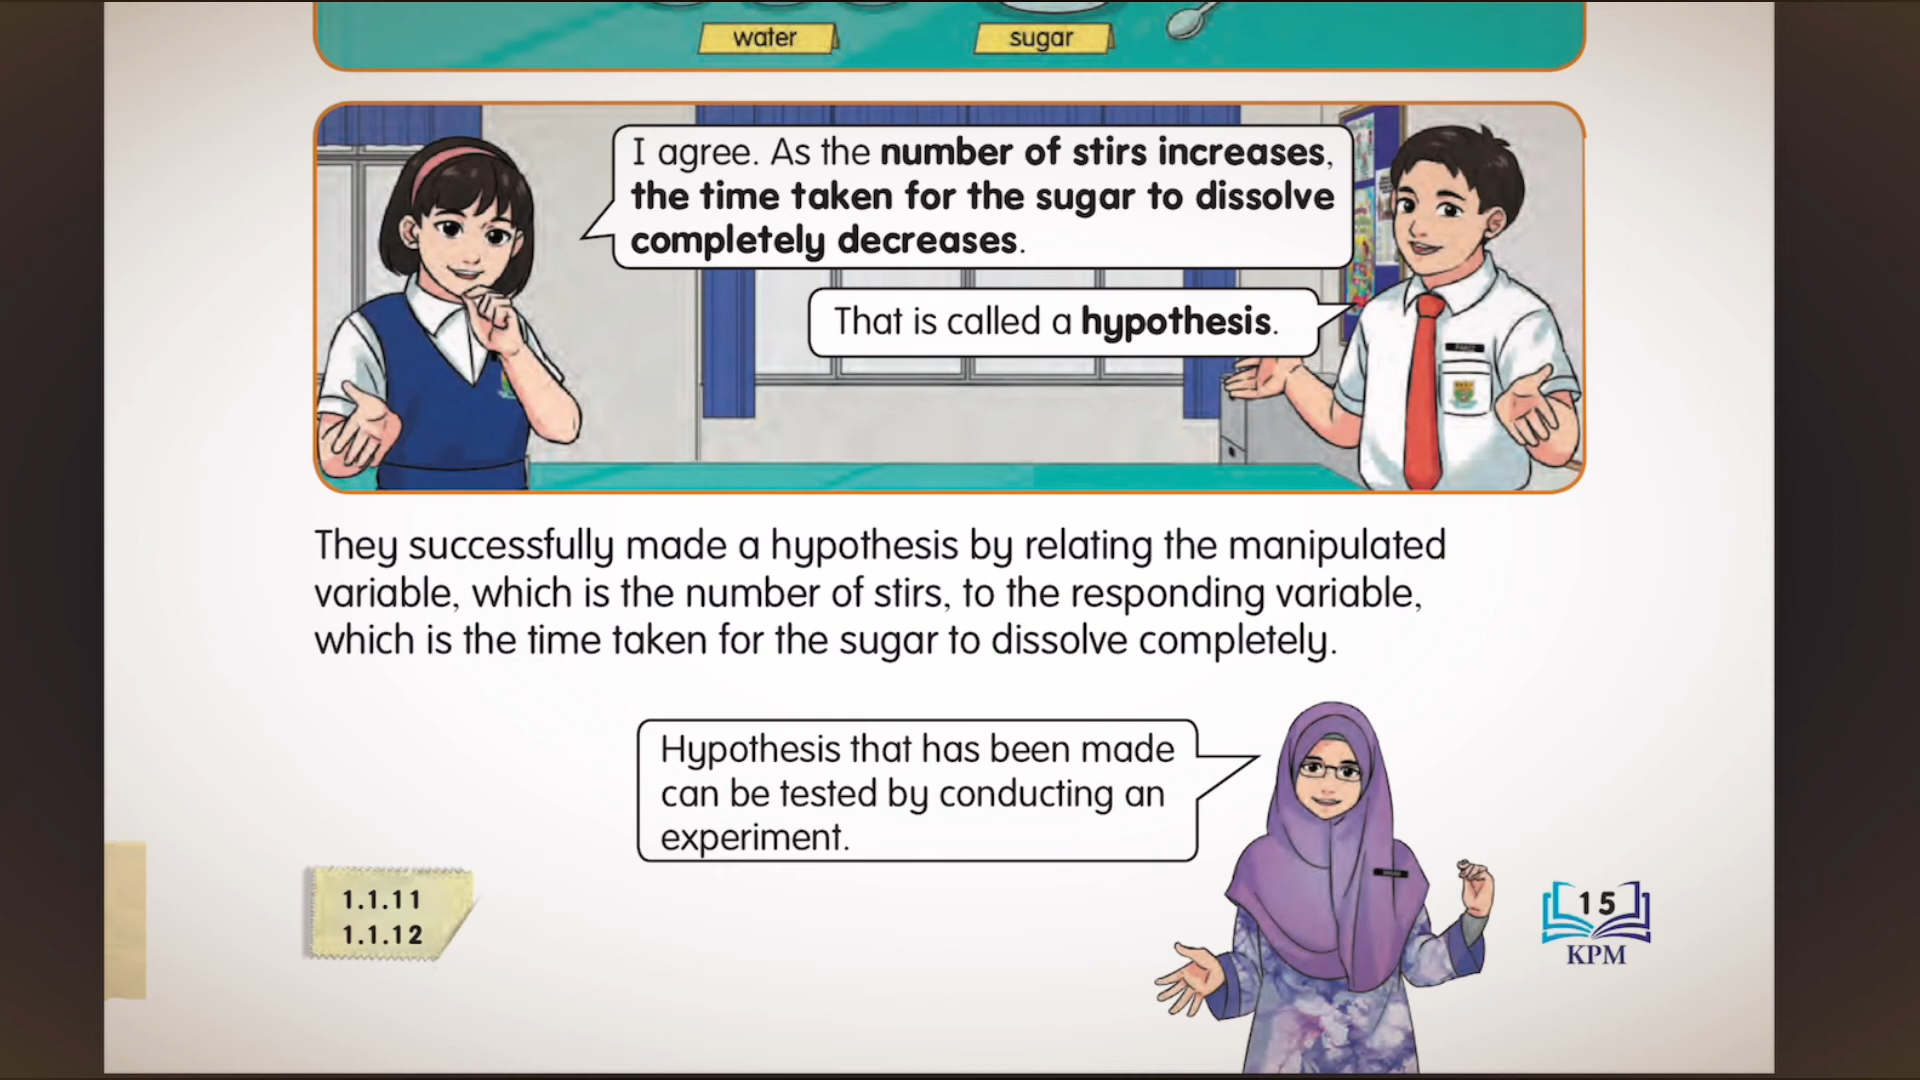 water
sugar
I agree. As the number of stirs increases,
the time taken for the sugar to dissolve
completely decreases.
That is called a hypothesis.
They successfully made a hypothesis by relating the manipulated
variable, which is the number of stirs, to the responding variable,
which is the time taken for the sugar to dissolve completely.
Hypothesis that has been made
can be tested by conducting an
experiment.
1.1.11
1.1.12
15
KPM